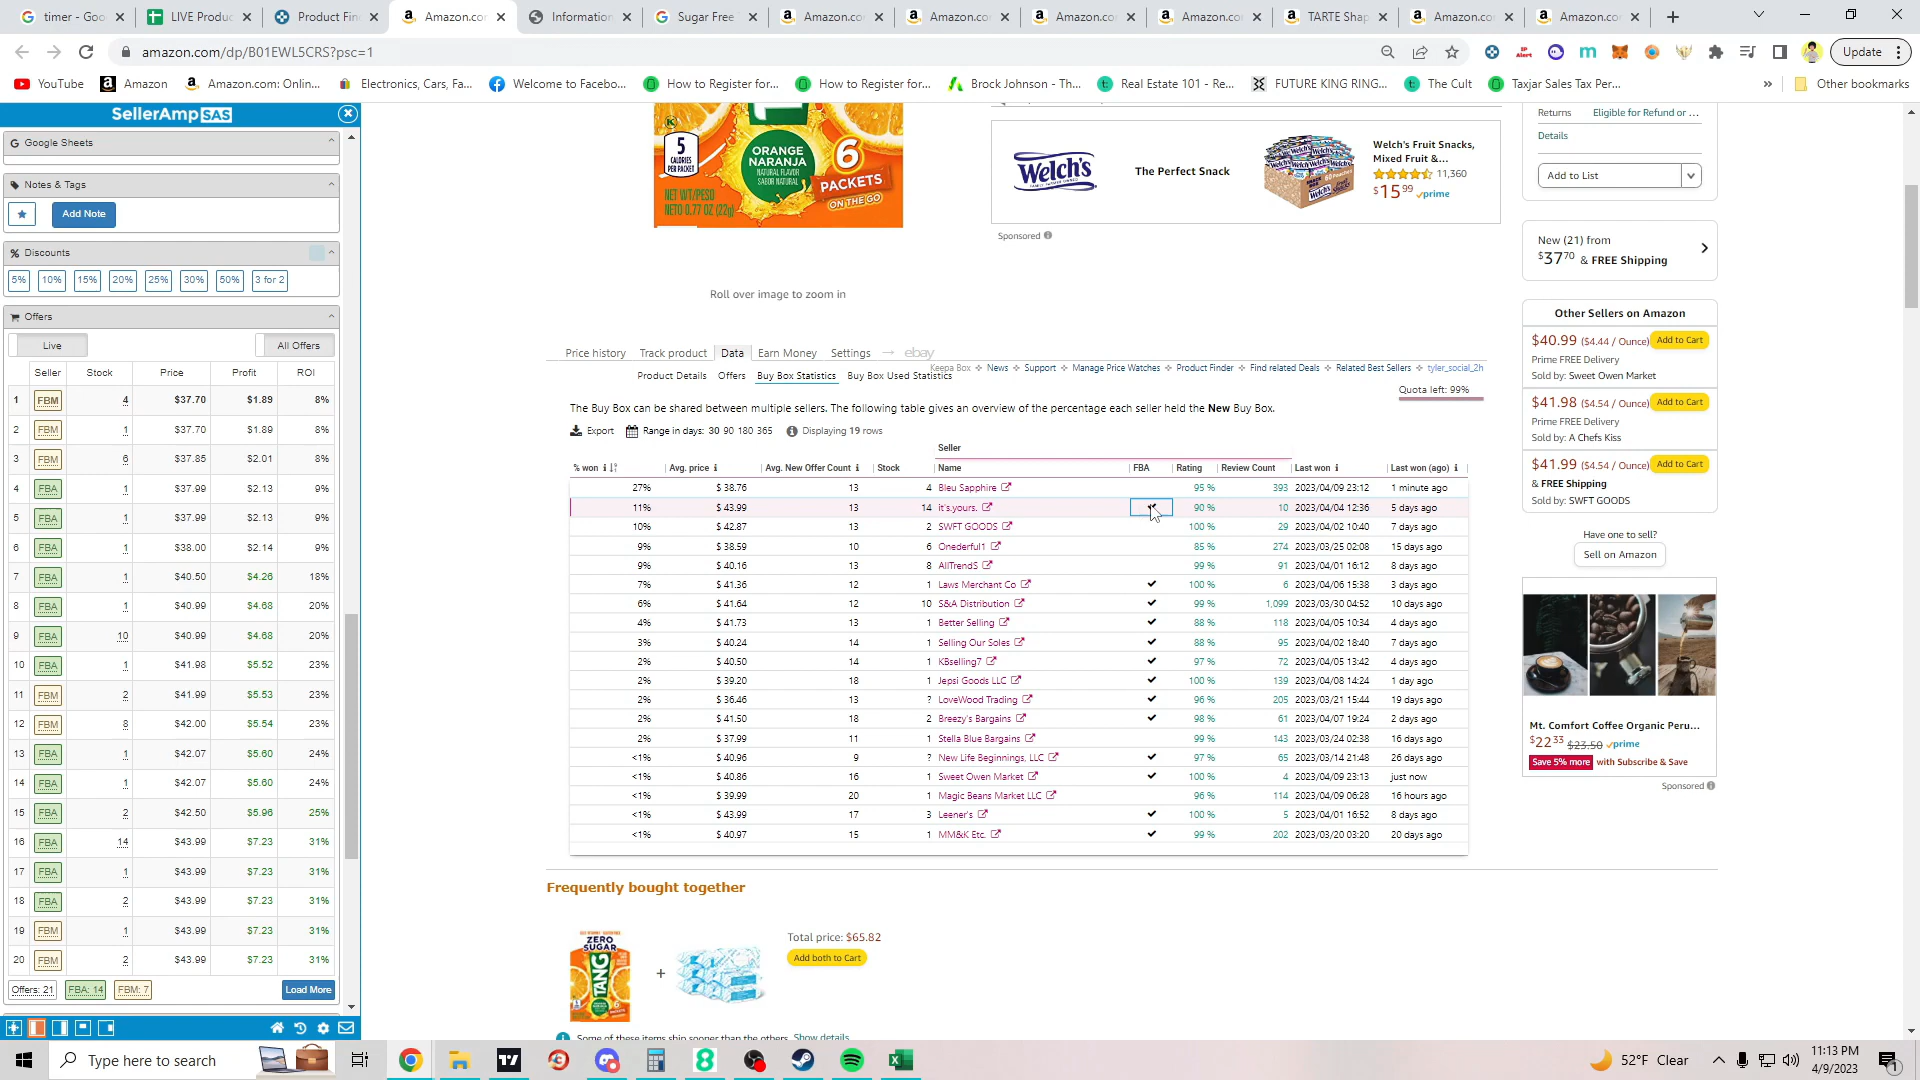 timer - Goo
LIVE Produc
Product Fin
Amazon.co
Information
Sugar Free
Amazon.co
Amazon.co
Amazon.co
Amazon.co
TARTE Shap
Amazon.co
Amazon.co
amazon.com/dp/B01EWL5CRS?psc=1
Update
YouTube
Amazon
Amazon.com: Onlin...
Electronics, Cars, Fa...
Welcome to Facebo...
How to Register for...
How to Register for...
Brock Johnson - Th...
Real Estate 101 - Re...
FUTURE KING RING...
The Cult
Taxjar Sales Tax Per...
Other bookmarks
SellerAmp SAS
Google Sheets
Notes & Tags
Add Note
Discounts
5% 10% 15% 20% 25% 30% 50% 3 for 2
Offers
Live All Offers
Seller Stock Price Profit ROI
1 FBM 4 $37.70 $1.89 8%
2 FBM 1 $37.70 $1.89 8%
3 FBM 6 $37.85 $2.01 8%
4 FBA 1 $37.99 $2.13 9%
5 FBA 1 $37.99 $2.13 9%
6 FBA 1 $38.00 $2.14 9%
7 FBA 1 $40.50 $4.26 18%
8 FBA 1 $40.99 $4.68 20%
9 FBA 10 $40.99 $4.68 20%
10 FBA 1 $41.98 $5.52 23%
11 FBM 2 $41.99 $5.53 23%
12 FBM 8 $42.00 $5.54 23%
13 FBA 1 $42.07 $5.60 24%
14 FBA 1 $42.07 $5.60 24%
15 FBA 2 $42.50 $5.96 25%
16 FBA 14 $43.99 $7.23 31%
17 FBA 1 $43.99 $7.23 31%
18 FBA 2 $43.99 $7.23 31%
19 FBM 1 $43.99 $7.23 31%
20 FBM 2 $43.99 $7.23 31%
Offers: 21 FBA: 14 FBM: 7 Load More
K
5
CALORIES
PER PACKET
ORANGE
NARANJA
NATURAL FLAVOR
SABOR NATURAL
6
PACKETS
ON THE GO
NET WT/PESO
NETO 0.77 OZ (22g)
Roll over image to zoom in
Welch's
The Perfect Snack
Welch's Fruit Snacks,
Mixed Fruit &...
11,360
$15 99 prime
Sponsored
Returns Eligible for Refund or ...
Details
Add to List
New (21) from
$37 70 & FREE Shipping
Other Sellers on Amazon
$40.99 ($4.44 / Ounce) Add to Cart
Prime FREE Delivery
Sold by: Sweet Owen Market
$41.98 ($4.54 / Ounce) Add to Cart
Prime FREE Delivery
Sold by: A Chefs Kiss
$41.99 ($4.54 / Ounce) Add to Cart
& FREE Shipping
Sold by: SWFT GOODS
Have one to sell?
Sell on Amazon
Mt. Comfort Coffee Organic Peru...
$22 33 $23.50 prime
Save 5% more with Subscribe & Save
Sponsored
Price history Track product Data Earn Money Settings → ebay
Keepa Box News Support Manage Price Watches Product Finder Find related Deals Related Best Sellers tyler_social_2h
Product Details Offers Buy Box Statistics Buy Box Used Statistics
Quota left: 99%
The Buy Box can be shared between multiple sellers. The following table gives an overview of the percentage each seller held the New Buy Box.
Export Range in days: 30 90 180 365 Displaying 19 rows
Seller
% won Avg. price Avg. New Offer Count Stock Name FBA Rating Review Count Last won Last won (ago)
27% $ 38.76 13 4 Bleu Sapphire 95 % 393 2023/04/09 23:12 1 minute ago
11% $ 43.99 13 14 it's.yours. 90 % 10 2023/04/04 12:36 5 days ago
10% $ 42.87 13 2 SWFT GOODS 100 % 29 2023/04/02 10:40 7 days ago
9% $ 38.59 10 6 Onederful1 85 % 274 2023/03/25 02:08 15 days ago
9% $ 40.16 13 8 AllTrendS 99 % 91 2023/04/01 16:12 8 days ago
7% $ 41.36 12 1 Laws Merchant Co ✔ 100 % 6 2023/04/06 15:38 3 days ago
6% $ 41.64 12 10 S&A Distribution ✔ 99 % 1,099 2023/03/30 04:52 10 days ago
4% $ 41.73 13 1 Better Selling ✔ 88 % 118 2023/04/05 10:34 4 days ago
3% $ 40.24 14 1 Selling Our Soles ✔ 88 % 95 2023/04/02 18:40 7 days ago
2% $ 40.50 14 1 KBselling7 ✔ 97 % 72 2023/04/05 13:42 4 days ago
2% $ 39.20 18 1 Jepsi Goods LLC ✔ 100 % 139 2023/04/08 14:24 1 day ago
2% $ 36.46 13 ? LoveWood Trading ✔ 96 % 205 2023/03/21 15:44 19 days ago
2% $ 41.50 18 2 Breezy's Bargains ✔ 98 % 61 2023/04/07 19:24 2 days ago
2% $ 37.99 11 1 Stella Blue Bargains 99 % 143 2023/03/24 02:38 16 days ago
<1% $ 40.96 9 ? New Life Beginnings, LLC ✔ 97 % 65 2023/03/14 21:48 26 days ago
<1% $ 40.86 16 1 Sweet Owen Market ✔ 100 % 4 2023/04/09 23:13 just now
<1% $ 39.99 20 1 Magic Beans Market LLC 96 % 114 2023/04/09 06:28 16 hours ago
<1% $ 43.99 17 3 Leener's ✔ 100 % 5 2023/04/01 16:52 8 days ago
<1% $ 40.97 15 1 MM&K Etc. ✔ 99 % 202 2023/03/20 03:20 20 days ago
Frequently bought together
ZERO
SUGAR
TANG
6
+
Total price: $65.82
Add both to Cart
Some of these items ship sooner than the others. Show details
Type here to search
52°F Clear
11:13 PM
4/9/2023
1